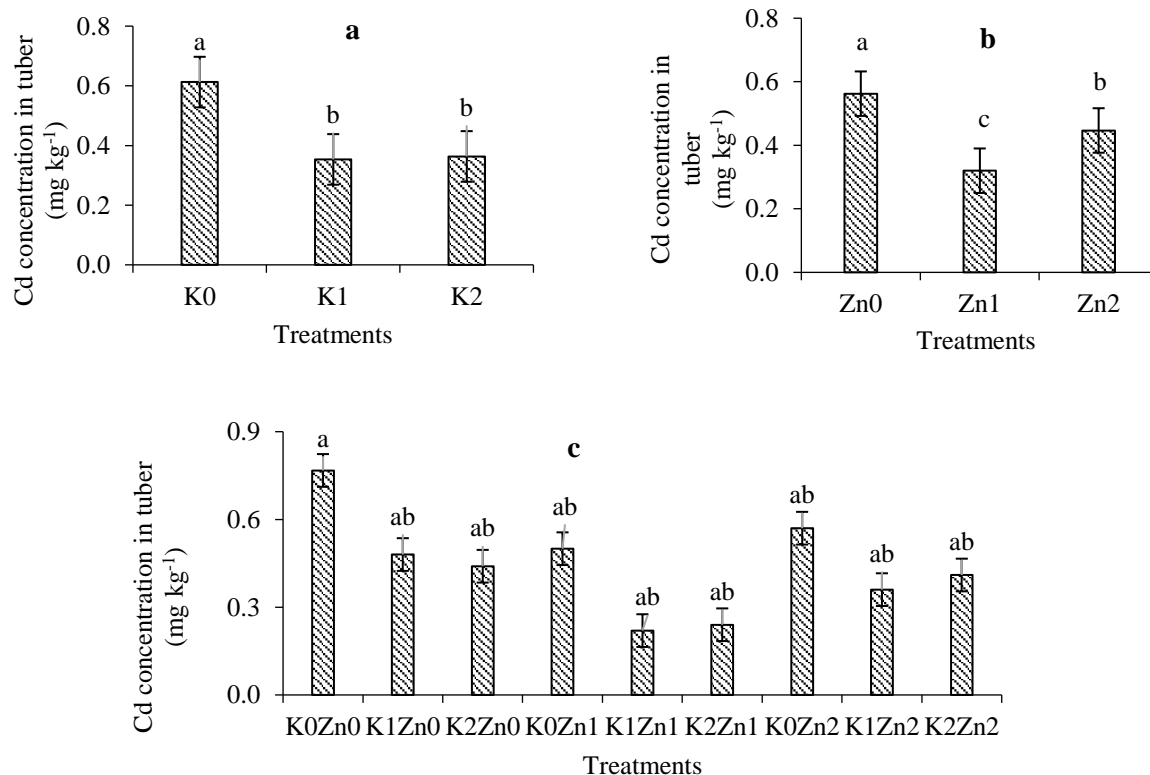 a
Cd concentration in tuber
(mg kg-1)
0.8
0.6
0.4
0.2
0.0
a
b
b
K0 K1 K2
Treatments
b
Cd concentration in
tuber
(mg kg-1)
0.8
0.6
0.4
0.2
0.0
a
c
b
Zn0 Zn1 Zn2
Treatments
c
Cd concentration in tuber
(mg kg-1)
0.9
0.6
0.3
0.0
a
ab
ab
ab
ab
ab
ab
ab
ab
K0Zn0 K1Zn0 K2Zn0 K0Zn1 K1Zn1 K2Zn1 K0Zn2 K1Zn2 K2Zn2
Treatments